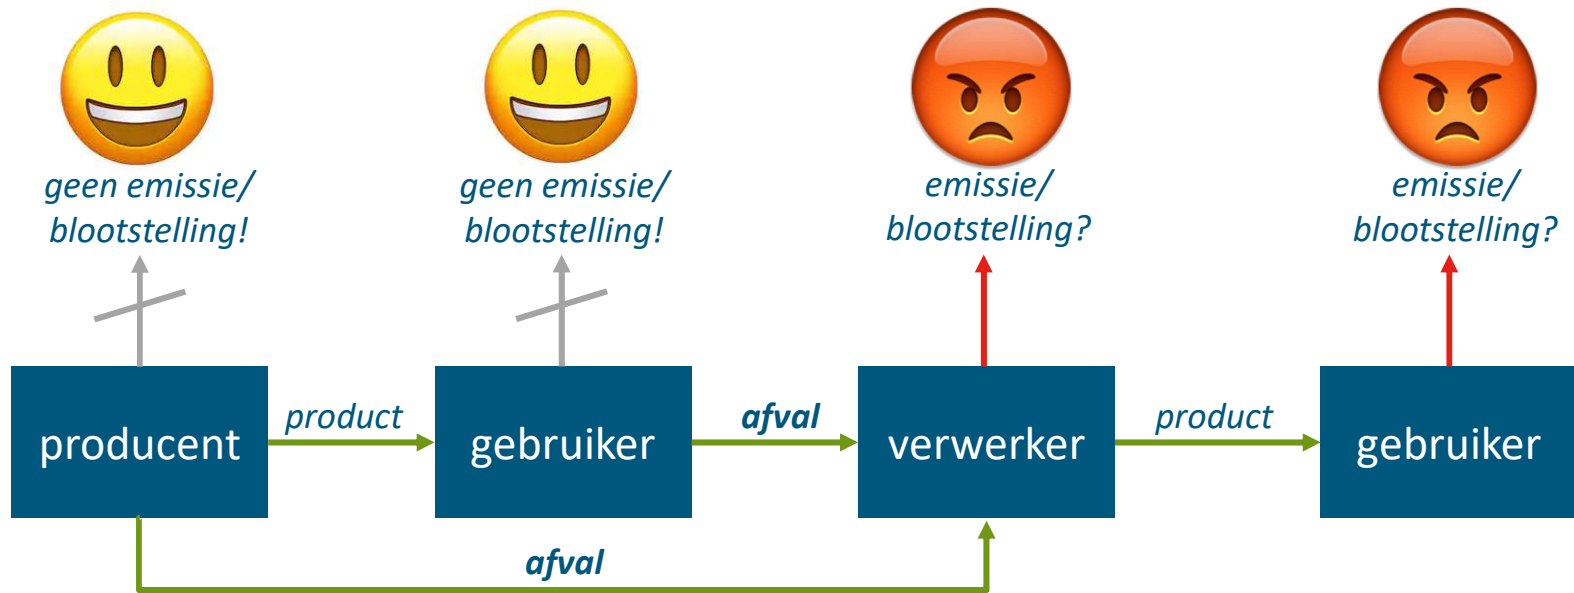 geen emissie/
blootstelling!
geen emissie/
blootstelling!
emissie/
blootstelling?
emissie/
blootstelling?
producent
product
gebruiker
afval
verwerker
product
gebruiker
afval